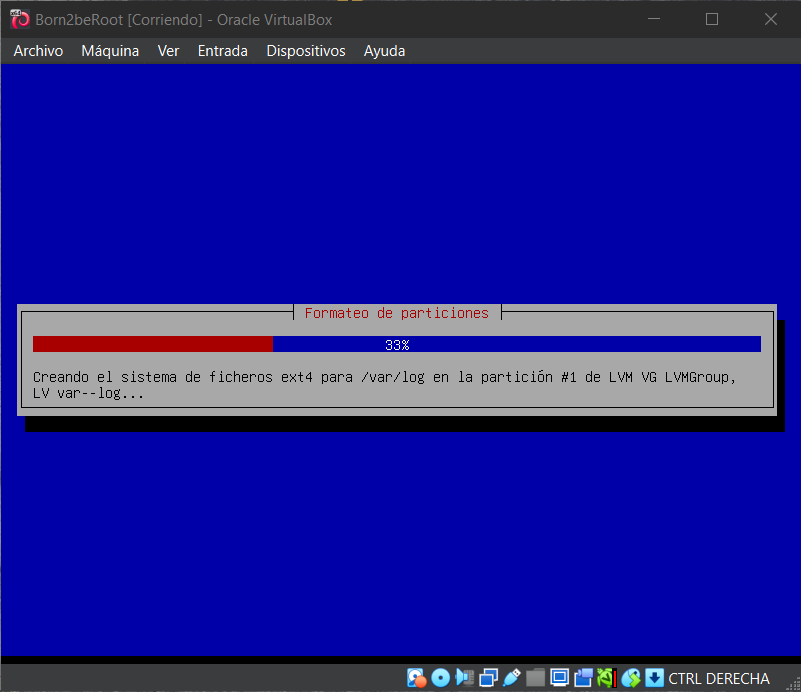 Born2beRoot [Corriendo] - Oracle VirtualBox
Archivo Máquina Ver Entrada Dispositivos Ayuda
Formateo de particiones
33%
Creando el sistema de ficheros ext4 para /var/log en la partición #1 de LVM VG LVMGroup,
LV var--log...
CTRL DERECHA